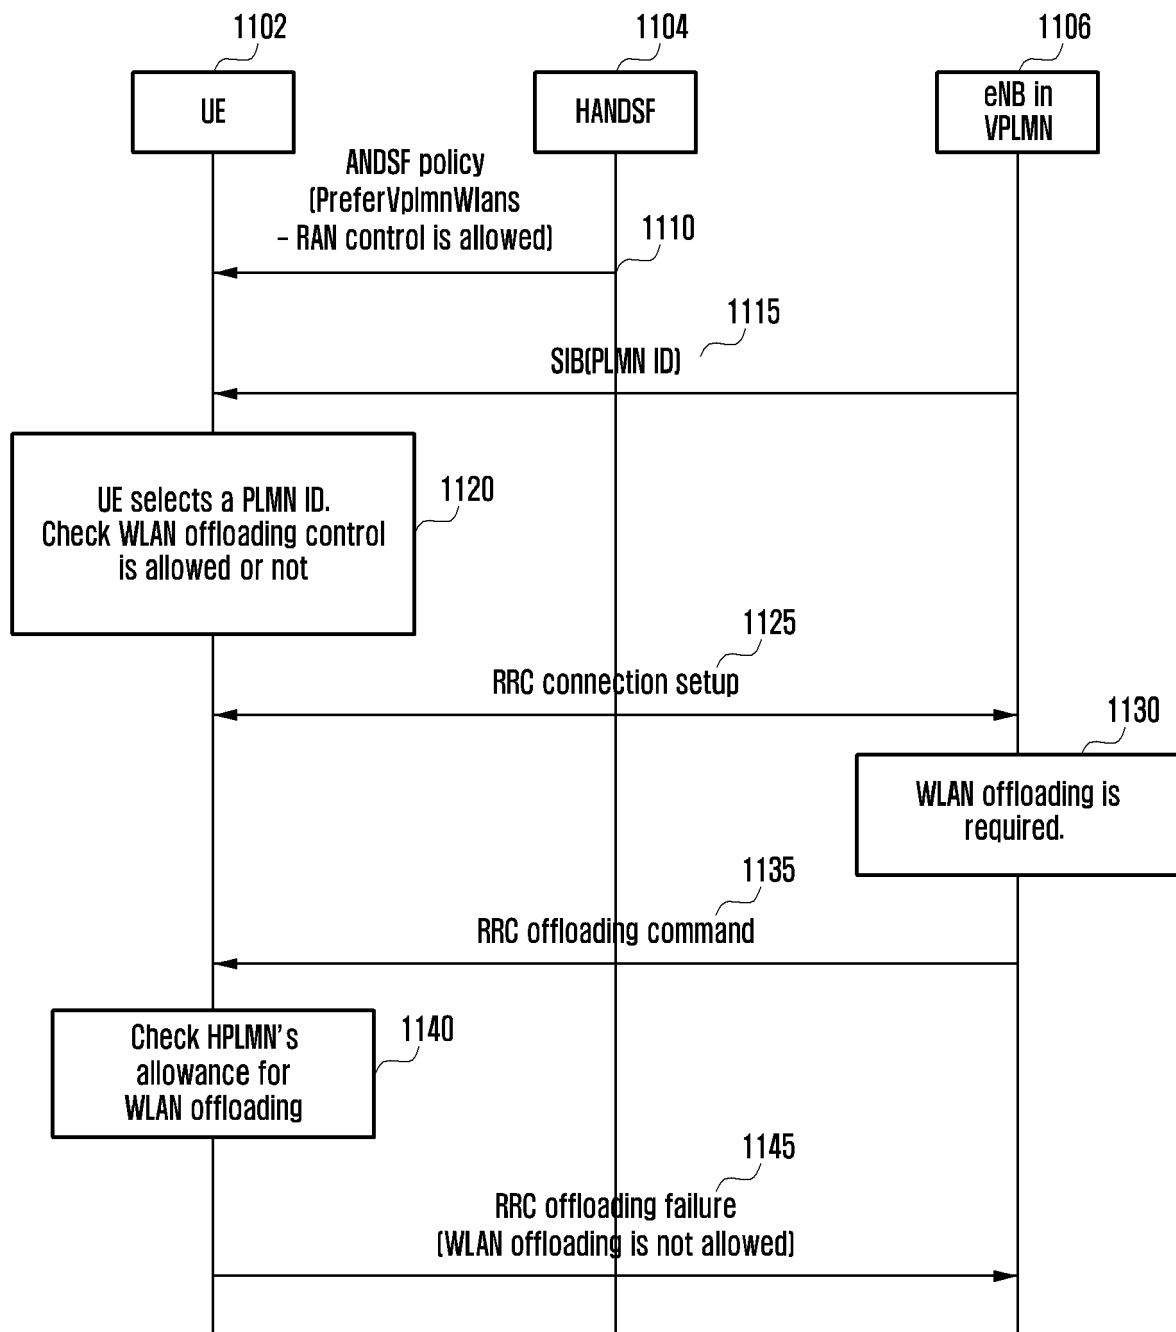 1102
1104
1106
UE
HANDSF
eNB in
VPLMN
ANDSF policy
(PreferVplmnWlans
- RAN control is allowed)
1110
1115
SIB(PLMN ID)
UE selects a PLMN ID.
Check WLAN offloading control
is allowed or not
1120
1125
RRC connection setup
1130
WLAN offloading is
required.
1135
RRC offloading command
Check HPLMN's
allowance for
WLAN offloading
1140
1145
RRC offloading failure
(WLAN offloading is not allowed)